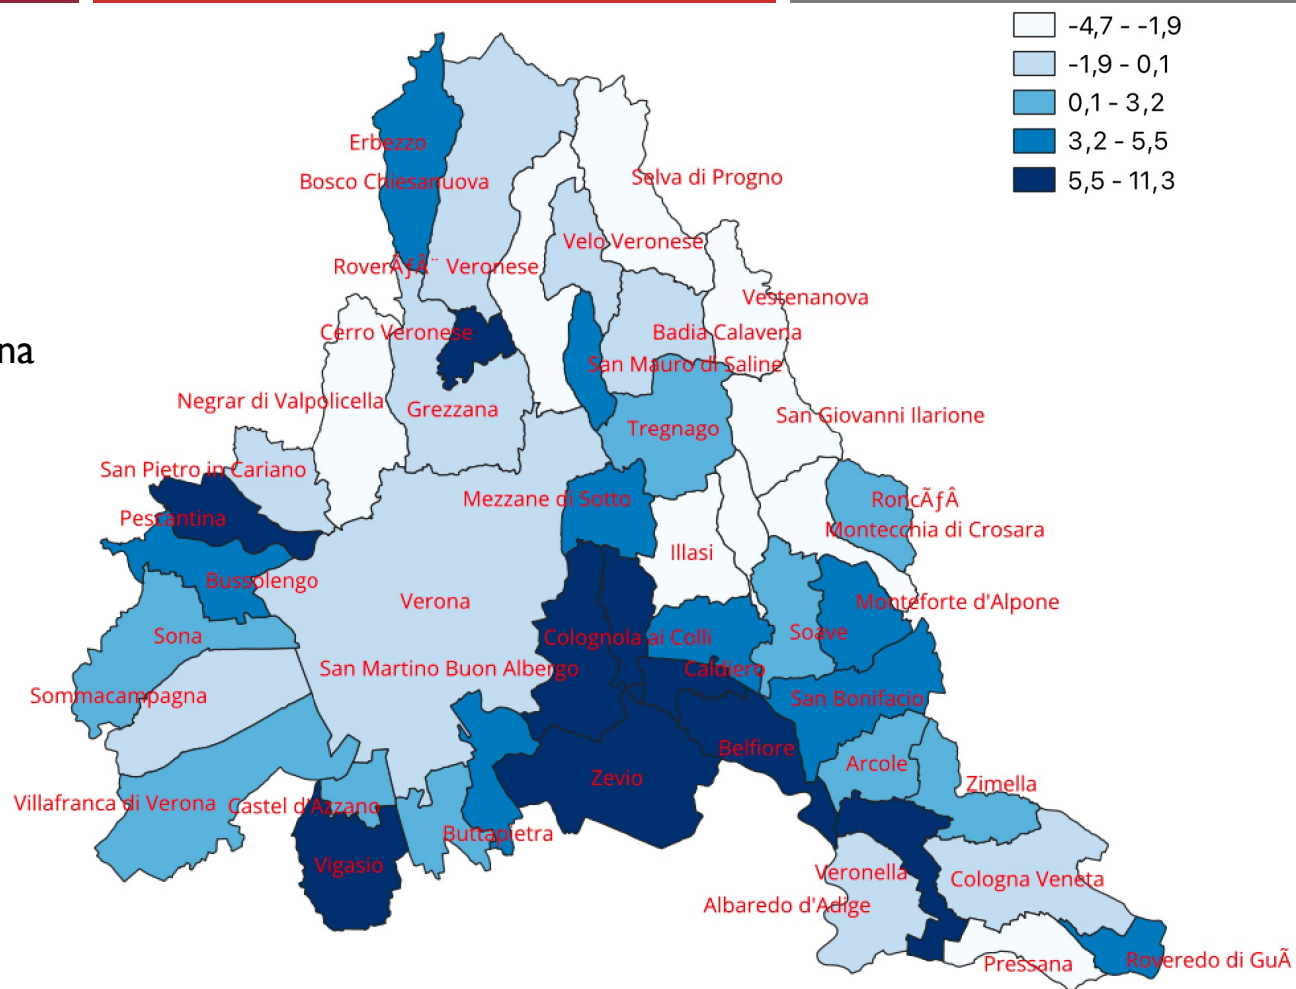 -4,7 - -1,9
-1,9 - 0,1
0,1 - 3,2
3,2 - 5,5
5,5 - 11,3
na
Erbezzo
Bosco Chiesanuova
Selva di Progno
Velo Veronese
RoverÃƒÂ¨ Veronese
Vestenanova
Cerro Veronese
Badia Calavena
San Mauro di Saline
Negrar di Valpolicella
Grezzana
San Giovanni Ilarione
Tregnago
San Pietro in Cariano
Mezzane di Sotto
RoncÃƒÂ
Pescantina
Montecchia di Crosara
Illasi
Bussolengo
Verona
Monteforte d'Alpone
Sona
Colognola ai Colli
Soave
San Martino Buon Albergo
Caldiero
Sommacampagna
San Bonifacio
Belfiore
Arcole
Zevio
Zimella
Villafranca di Verona
Castel d'Azzano
Buttapietra
Vigasio
Veronella
Cologna Veneta
Albaredo d'Adige
Pressana
Roveredo di GuÃ